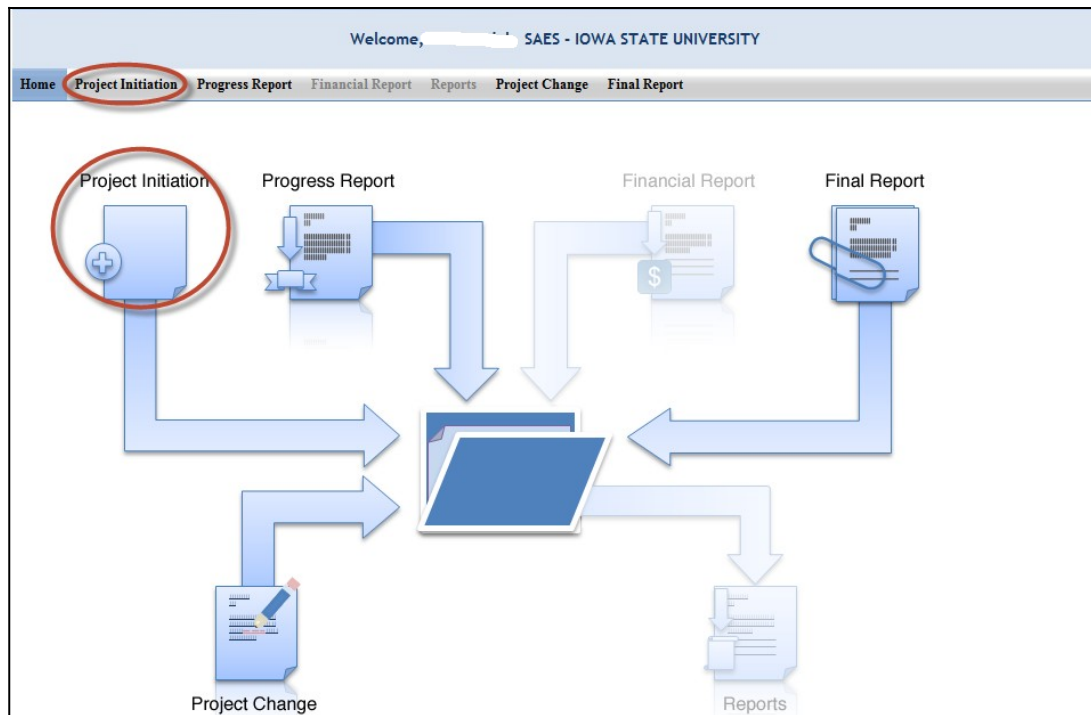 Welcome, SAES - IOWA STATE UNIVERSITY
Home Project Initiation Progress Report Financial Report Reports Project Change Final Report
Project Initiation Progress Report Financial Report Final Report
$
Project Change Reports